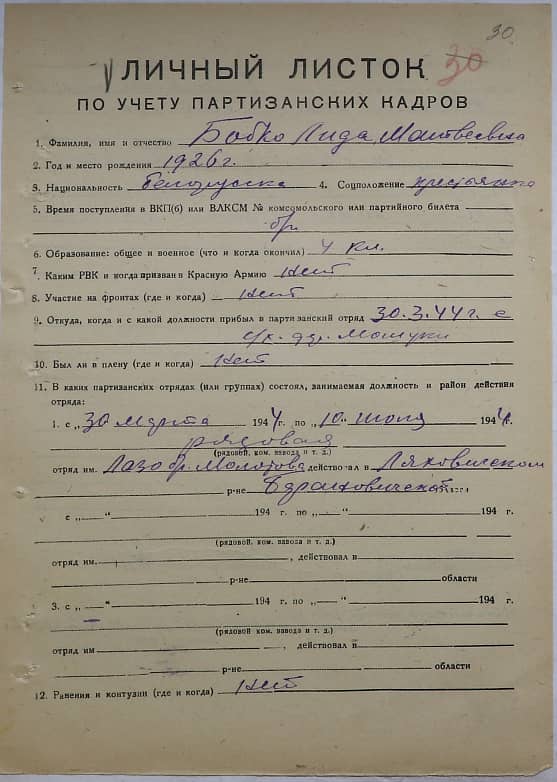 30
ЛИЧНЫЙ ЛИСТОК 30
ПО УЧЕТУ ПАРТИЗАНСКИХ КАДРОВ
1. Фамилия, имя и отчество Бобко Лида Матвеевна
2. Год и место рождения 1926 г.
3. Национальность белоруска 4. Соцположение крестьянка
5. Время поступления в ВКП(б) или ВЛКСМ № комсомольского или партийного билета
б/п
6. Образование: общее и военное (что и когда окончил) 4 кл.
7. Каким РВК и когда призван в Красную Армию нет
8. Участие на фронтах (где и когда) нет
9. Откуда, когда и с какой должности прибыл в партизанский отряд 30.3.44 г. с
с/х. дер. Мотуки
10. Был ли в плену (где и когда) нет
11. В каких партизанских отрядах (или группах) состоял, занимаемая должность и район действия
отряда:
1. с „30 марта 1944 г. по „10" июля 1944 г.
рядовая
(рядовой, ком. взвода и т. д.)
отряд им. Лазо бр. Молотова действовал в Ляховичском
р-не Барановичской
с „ " 194 г. по „ " 194 г.
(рядовой, ком. взвода и т. д.)
отряд им. , действовал в
р-не области
3. с „ " 194 г. по „ " 194 г.
(рядовой, ком. взвода и т. д.)
отряд им , действовал в
р-не области
12. Ранения и контузии (где и когда) нет